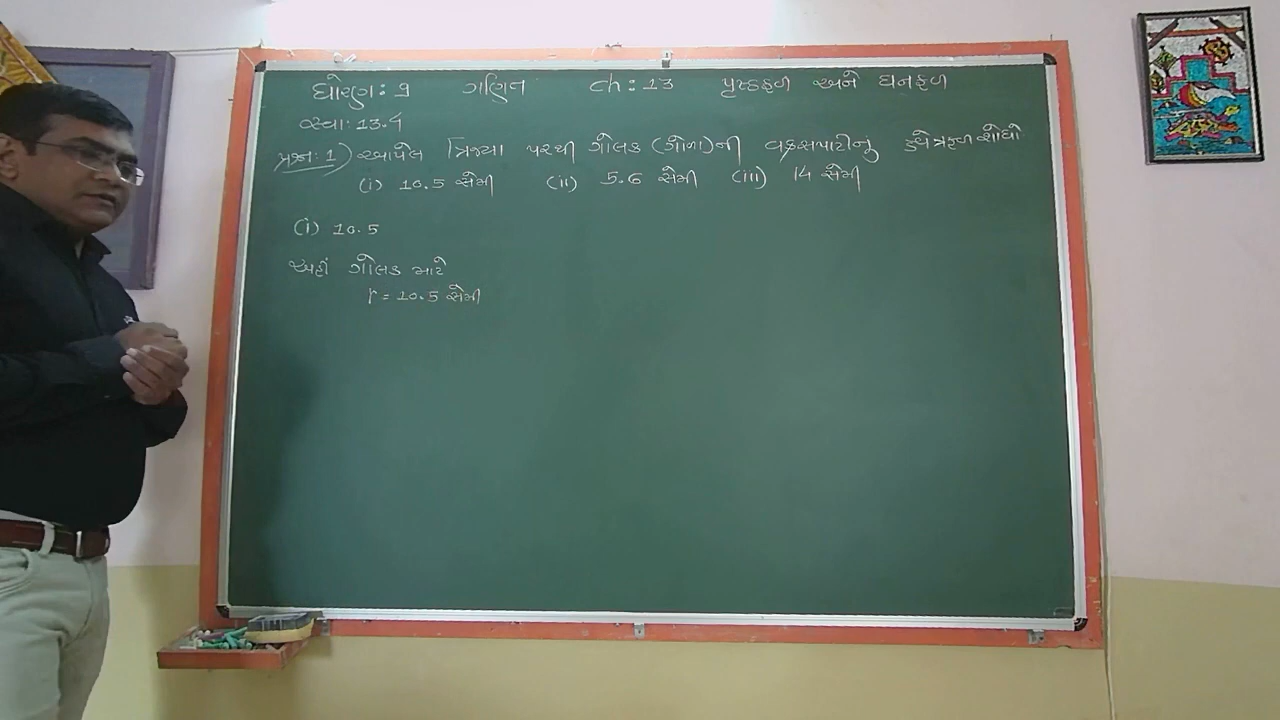 ધોરણ: 9 ગણિત ch: 13 પૃષ્ઠફળ અને ઘનફળ
સ્વા: 13.4
પ્રશ્ન: 1) આપેલ ત્રિજ્યા પરથી ગોલક (ગોળા)ની વક્રસપાટીનું ક્ષેત્રફળ શોધો
(i) 10.5 સેમી (ii) 5.6 સેમી (iii) 14 સેમી
(i) 10.5
અહીં ગોલક માટે
r = 10.5 સેમી